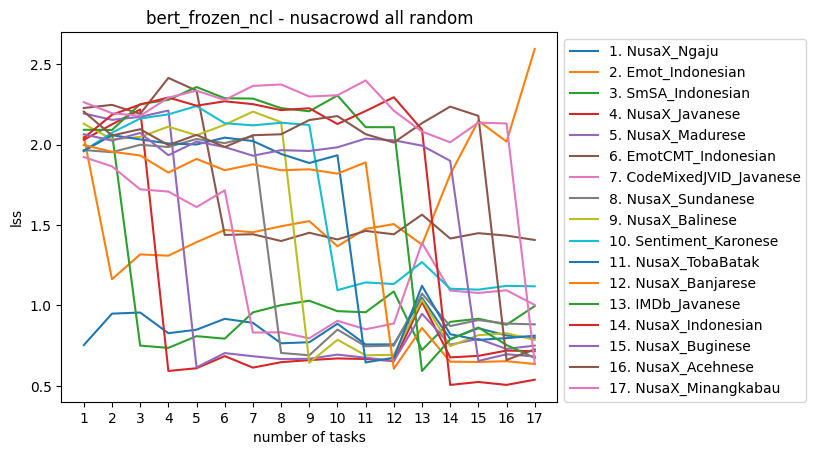 bert_frozen_ncl - nusacrowd all random
lss
2.5
2.0
1.5
1.0
0.5
1 2 3 4 5 6 7 8 9 10 11 12 13 14 15 16 17
number of tasks
1. NusaX_Ngaju
2. Emot_Indonesian
3. SmSA_Indonesian
4. NusaX_Javanese
5. NusaX_Madurese
6. EmotCMT_Indonesian
7. CodeMixedJVID_Javanese
8. NusaX_Sundanese
9. NusaX_Balinese
10. Sentiment_Karonese
11. NusaX_TobaBatak
12. NusaX_Banjarese
13. IMDb_Javanese
14. NusaX_Indonesian
15. NusaX_Buginese
16. NusaX_Acehnese
17. NusaX_Minangkabau